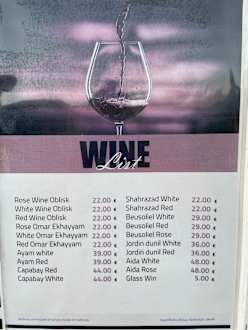 WINE
List
Rose Wine Oblisk 22.00 €
White Wine Oblisk 22.00 €
Red Wine Oblisk 22.00 €
Rose Omar Ekhayyam 22.00 €
White Omar Ekhayyam 22.00 €
Red Omar Ekhayyam 22.00 €
Ayam white 39.00 €
Ayam Red 39.00 €
Capabay Red 44.00 €
Capabay White 44.00 €
Shahrazad White 22.00 €
Shahrazad Red 22.00 €
Beusoliel White 29.00 €
Beusoliel Red 29.00 €
Beusoliel Rose 29.00 €
Jordin dunil White 36.00 €
Jordin dunil Red 36.00 €
Aida White 48.00 €
Aida Rose 48.00 €
Glass Win 5.00 €